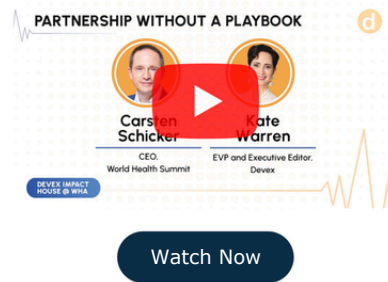 PARTNERSHIP WITHOUT A PLAYBOOK
d
Carsten
Schicker
CEO,
World Health Summit
Kate
Warren
EVP and Executive Editor,
Devex
DEVEX IMPACT
HOUSE @ WHA
Watch Now